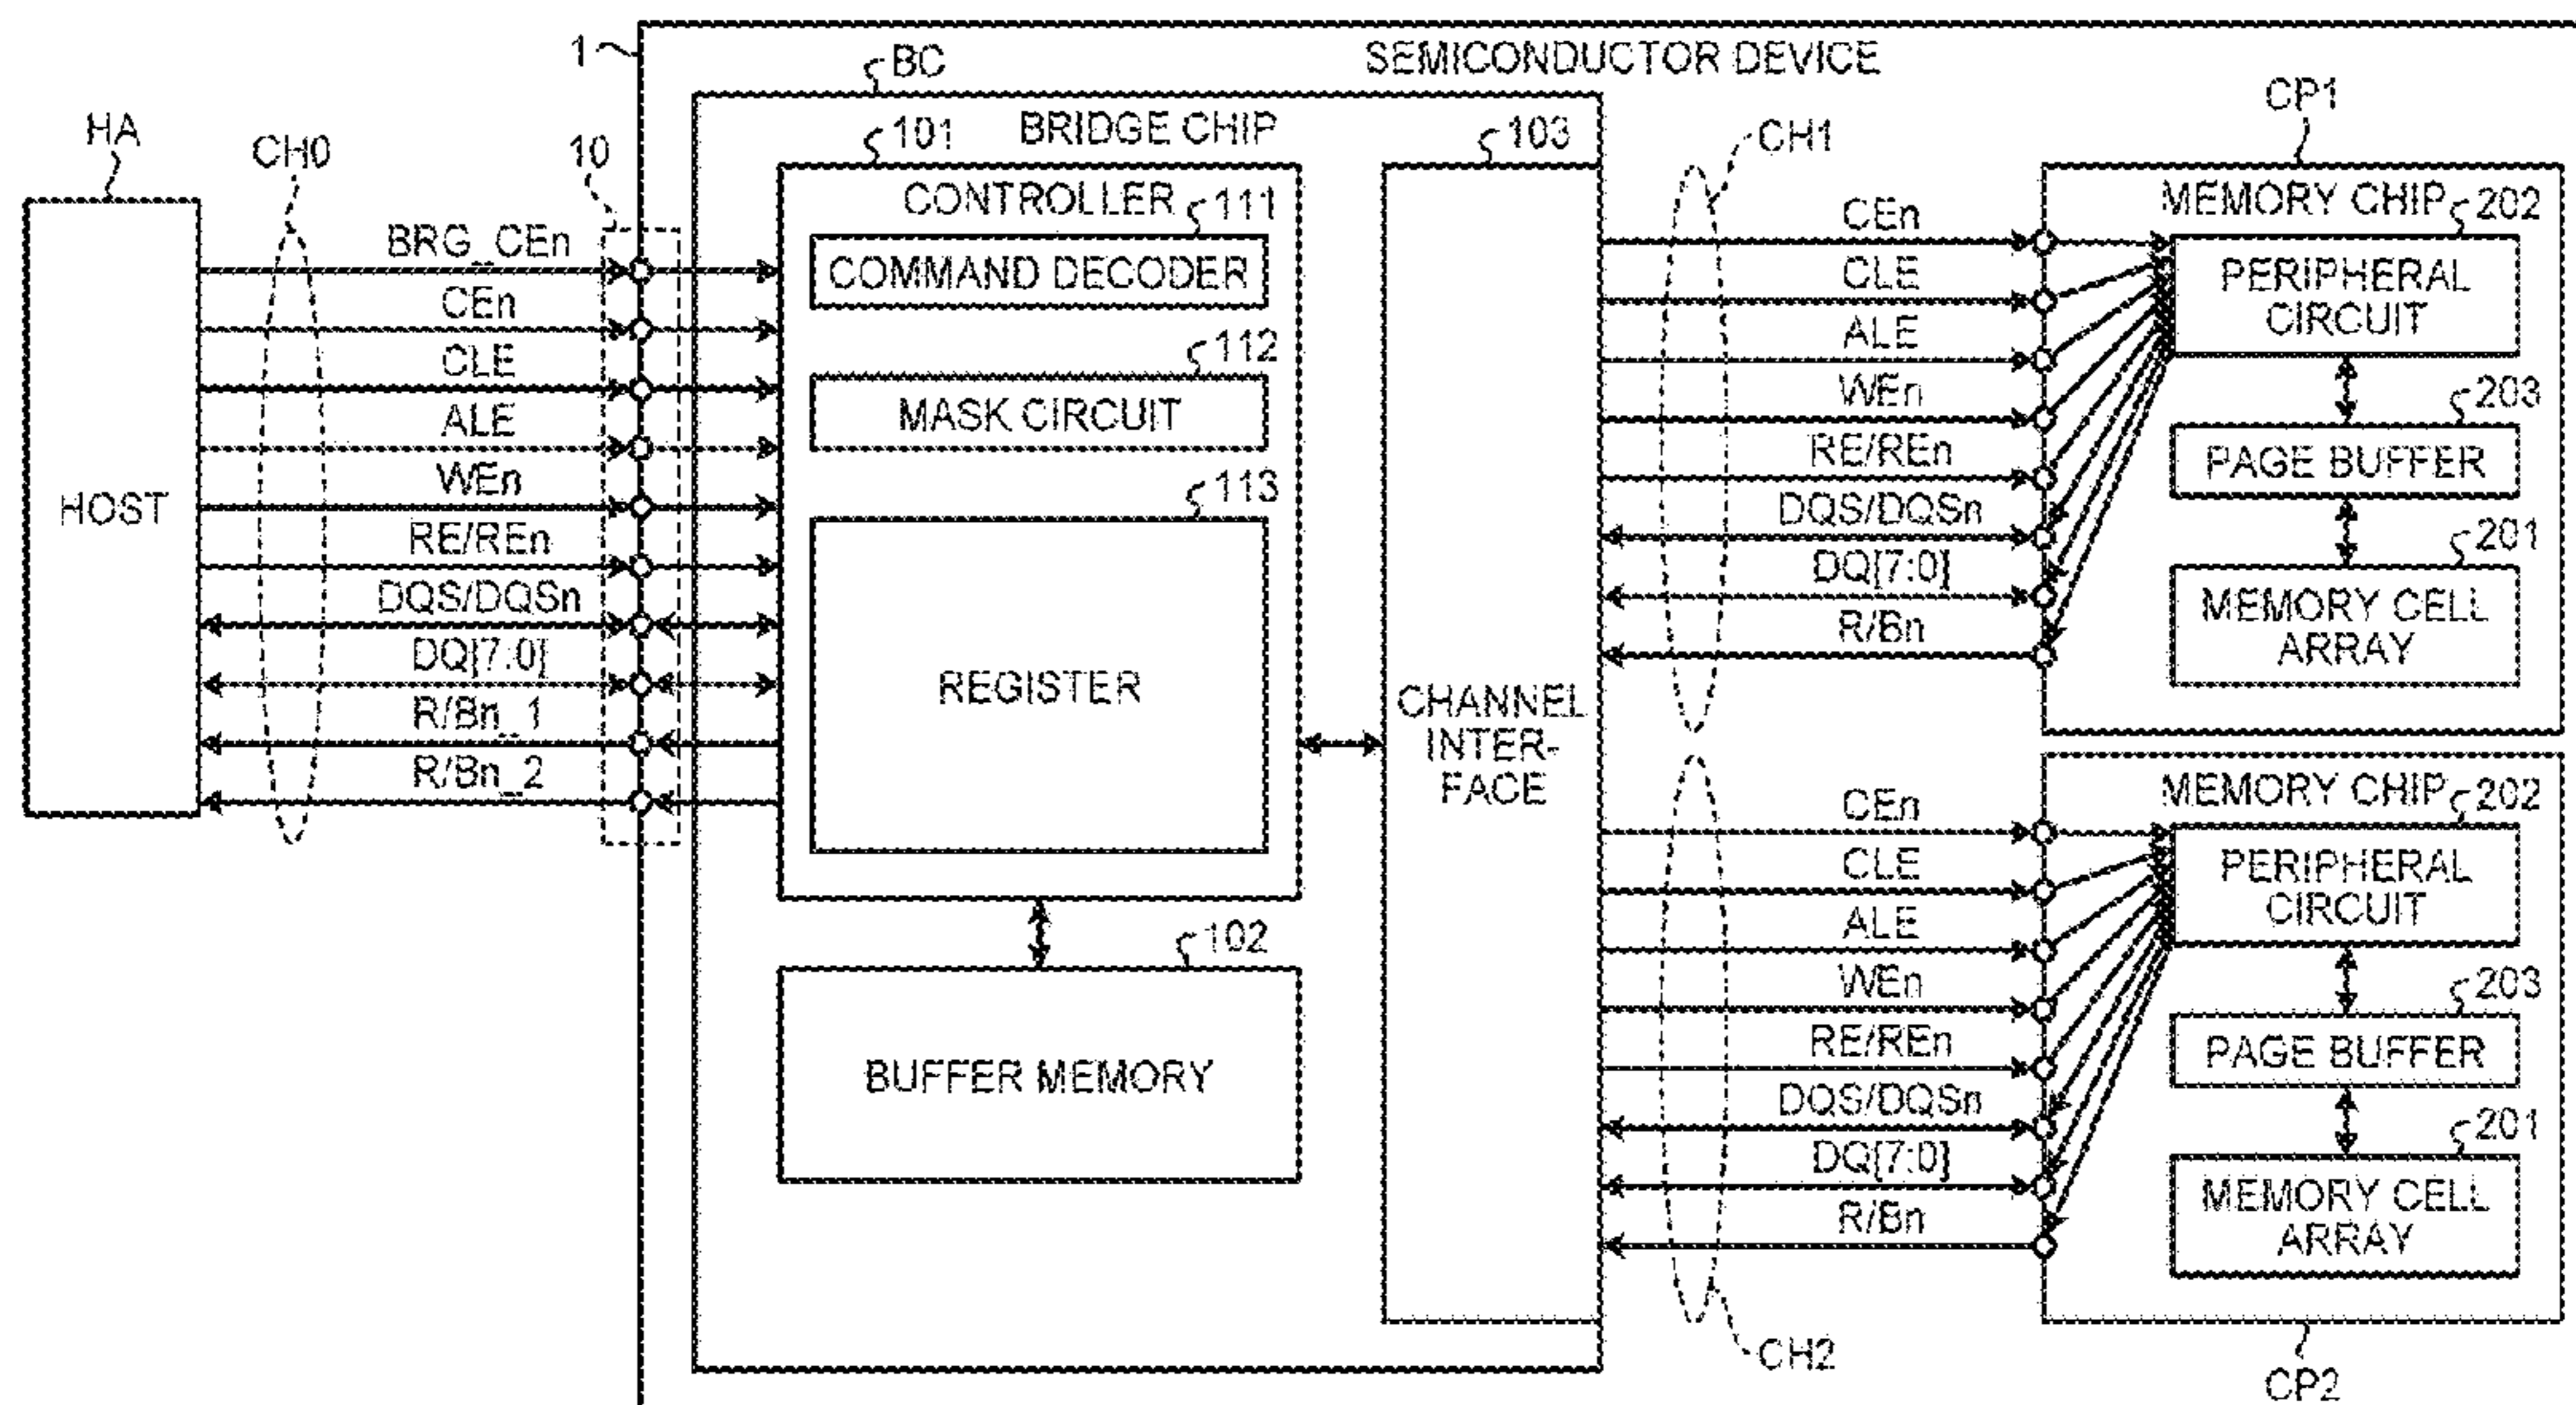 SEMICONDUCTOR DEVICE
1
BC
BRIDGE CHIP
HA
CH0
10
HOST
BRG_CEn
CEn
CLE
ALE
WEn
RE/REn
DQS/DQSn
DQ[7:0]
R/Bn_1
R/Bn_2
101
CONTROLLER
111
COMMAND DECODER
112
MASK CIRCUIT
113
REGISTER
102
BUFFER MEMORY
103
CHANNEL
INTER-
FACE
CH1
CEn
CLE
ALE
WEn
RE/REn
DQS/DQSn
DQ[7:0]
R/Bn
CP1
MEMORY CHIP
202
PERIPHERAL
CIRCUIT
203
PAGE BUFFER
201
MEMORY CELL
ARRAY
CEn
CLE
ALE
WEn
RE/REn
DQS/DQSn
DQ[7:0]
R/Bn
CH2
MEMORY CHIP
202
PERIPHERAL
CIRCUIT
203
PAGE BUFFER
201
MEMORY CELL
ARRAY
CP2